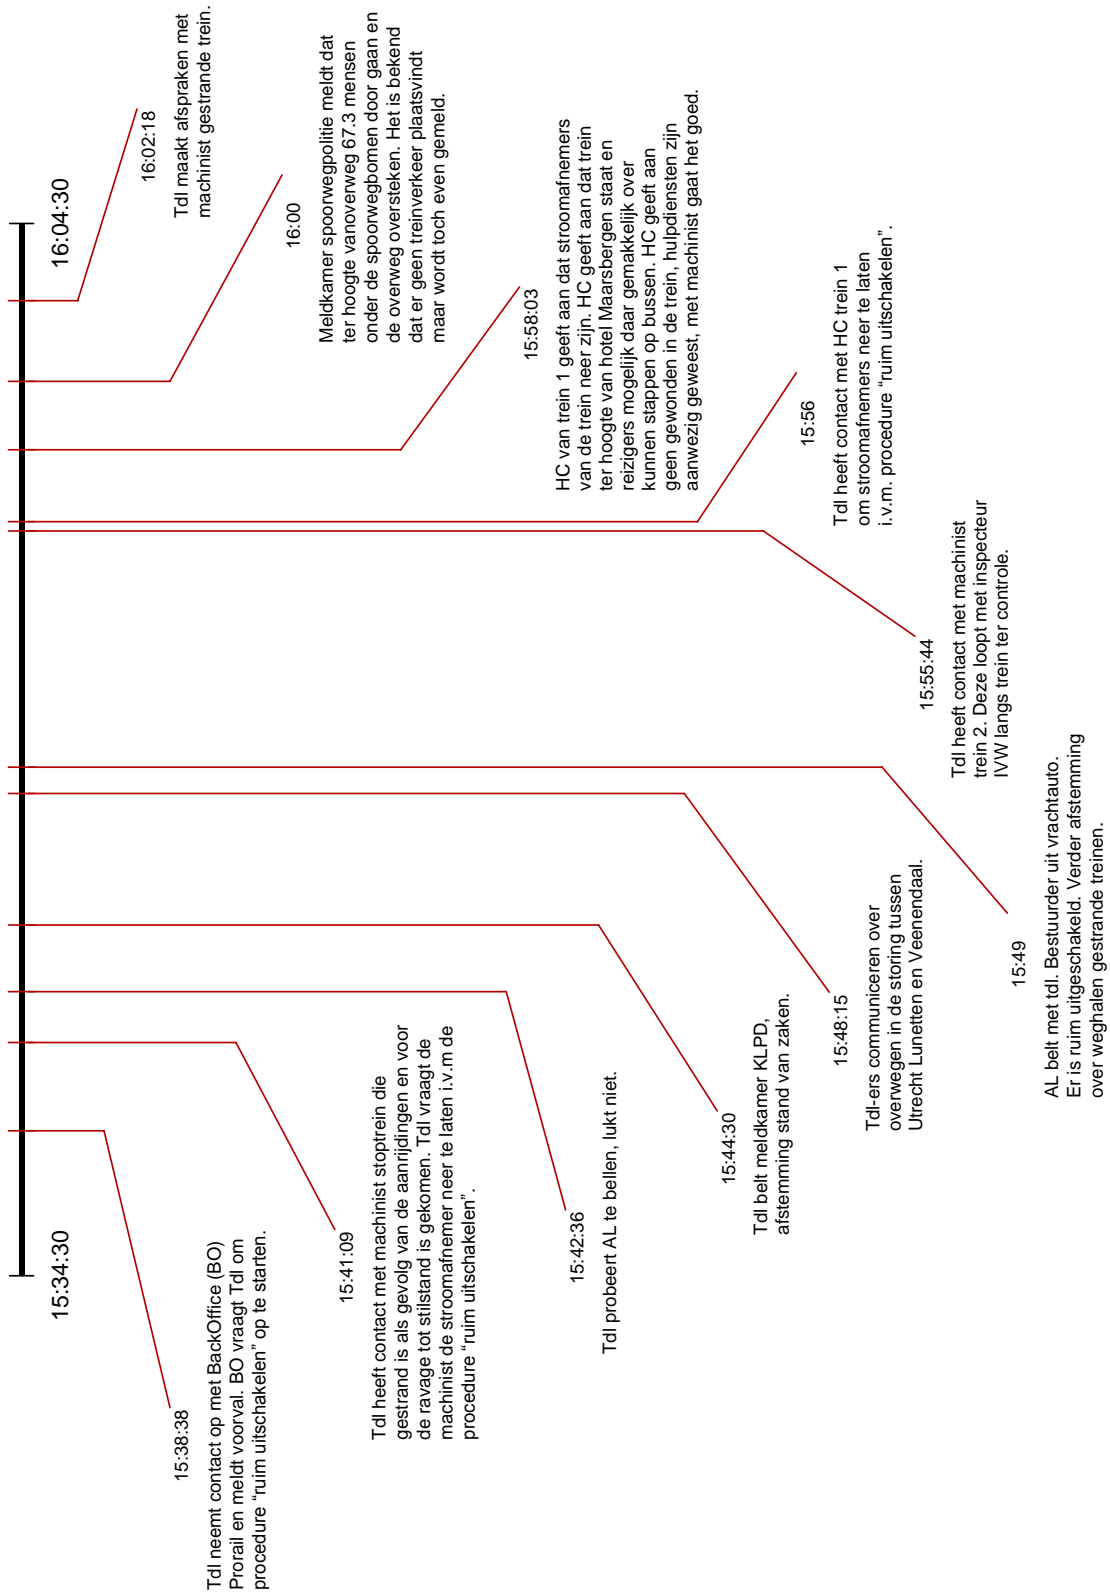 15:34:30
16:04:30
15:38:38
Tdl neemt contact op met BackOffice (BO)
Prorail en meldt voorval. BO vraagt Tdl om
procedure “ruim uitschakelen” op te starten.
15:41:09
Tdl heeft contact met machinist stoptrein die
gestrand is als gevolg van de aanrijdingen en voor
de ravage tot stilstand is gekomen. Tdl vraagt de
machinist de stroomafnemer neer te laten i.v.m de
procedure “ruim uitschakelen”.
15:42:36
Tdl probeert AL te bellen, lukt niet.
15:44:30
Tdl belt meldkamer KLPD,
afstemming stand van zaken.
15:48:15
Tdl-ers communiceren over
overwegen in de storing tussen
Utrecht Lunetten en Veenendaal.
15:49
AL belt met tdl. Bestuurder uit vrachtauto.
Er is ruim uitgeschakeld. Verder afstemming
over weghalen gestrande treinen.
15:55:44
Tdl heeft contact met machinist
trein 2. Deze loopt met inspecteur
IVW langs trein ter controle.
15:56
Tdl heeft contact met HC trein 1
om stroomafnemers neer te laten
i.v.m. procedure “ruim uitschakelen”.
15:58:03
HC van trein 1 geeft aan dat stroomafnemers
van de trein neer zijn. HC geeft aan dat trein
ter hoogte van hotel Maarsbergen staat en
reizigers mogelijk daar gemakkelijk over
kunnen stappen op bussen. HC geeft aan
geen gewonden in de trein, hulpdiensten zijn
aanwezig geweest, met machinist gaat het goed.
16:00
Meldkamer spoorwegpolitie meldt dat
ter hoogte vanoverweg 67.3 mensen
onder de spoorwegbomen door gaan en
de overweg oversteken. Het is bekend
dat er geen treinverkeer plaatsvindt
maar wordt toch even gemeld.
16:02:18
Tdl maakt afspraken met
machinist gestrande trein.